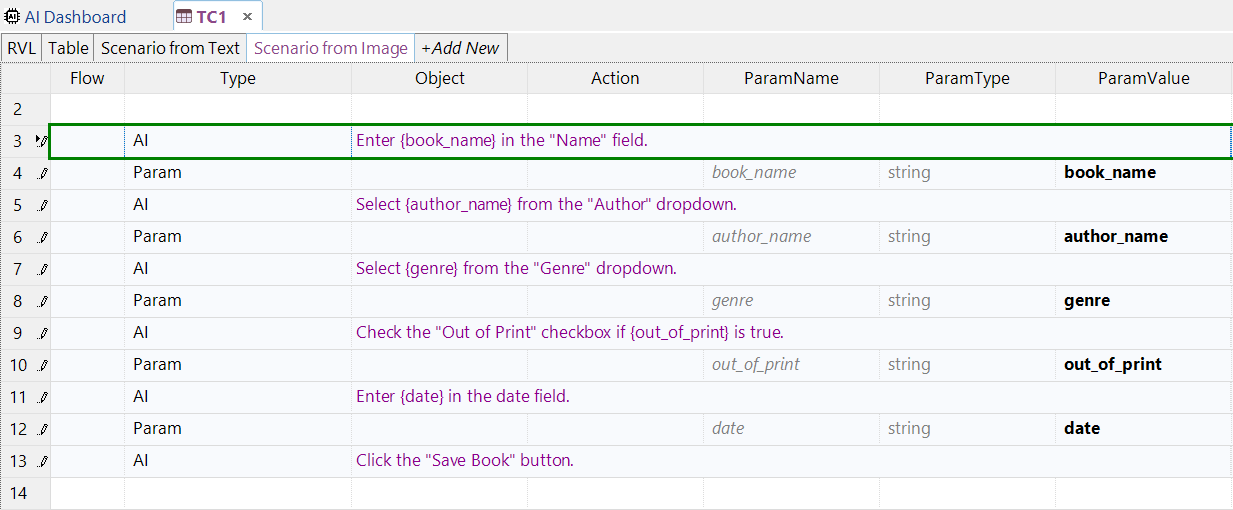 AI Dashboard TC1 ×
RVL Table Scenario from Text Scenario from Image +Add New
Flow Type Object Action ParamName ParamType ParamValue
2
3 AI Enter {book_name} in the "Name" field.
4 Param book_name string book_name
5 AI Select {author_name} from the "Author" dropdown.
6 Param author_name string author_name
7 AI Select {genre} from the "Genre" dropdown.
8 Param genre string genre
9 AI Check the "Out of Print" checkbox if {out_of_print} is true.
10 Param out_of_print string out_of_print
11 AI Enter {date} in the date field.
12 Param date string date
13 AI Click the "Save Book" button.
14